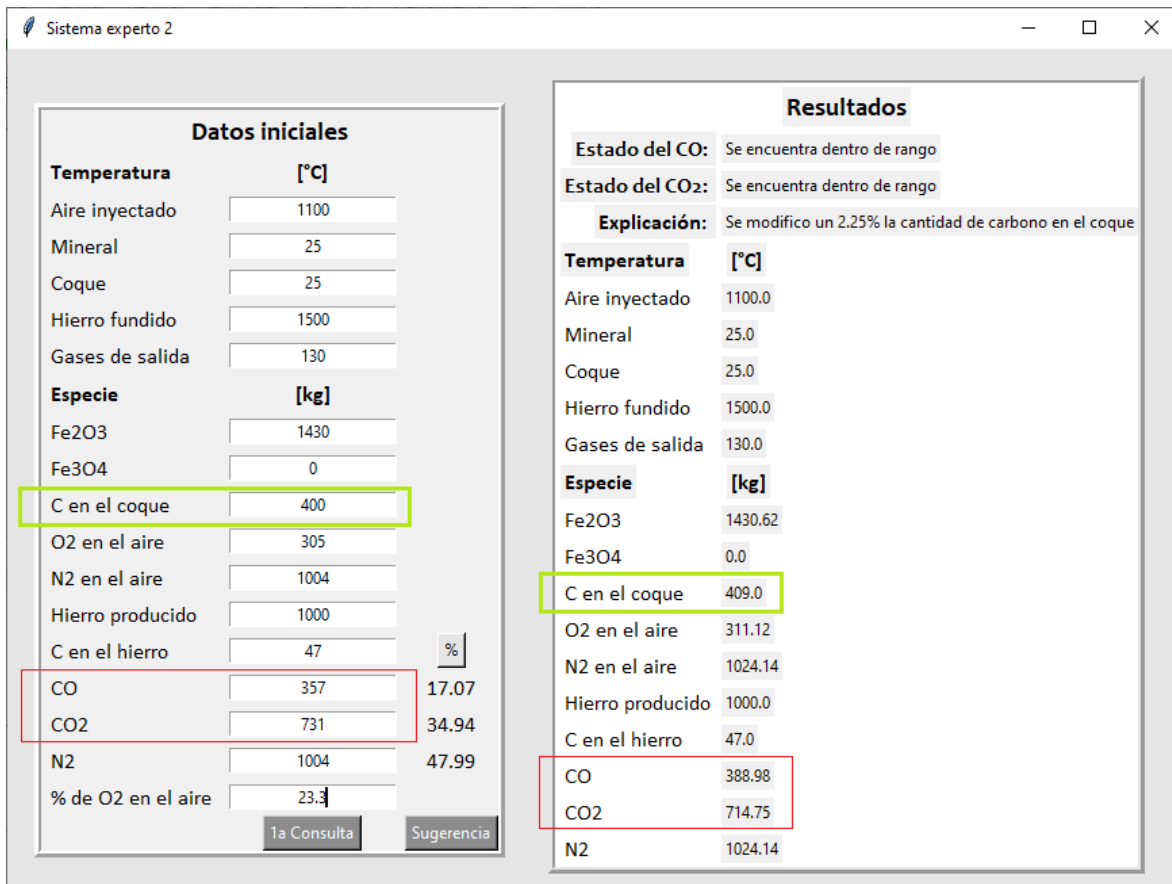 Sistema experto 2
Datos iniciales
Temperatura [°C]
Aire inyectado 1100
Mineral 25
Coque 25
Hierro fundido 1500
Gases de salida 130
Especie [kg]
Fe2O3 1430
Fe3O4 0
C en el coque 400
O2 en el aire 305
N2 en el aire 1004
Hierro producido 1000
C en el hierro 47 %
CO 357 17.07
CO2 731 34.94
N2 1004 47.99
% de O2 en el aire 23.3
1a Consulta Sugerencia
Resultados
Estado del CO: Se encuentra dentro de rango
Estado del CO2: Se encuentra dentro de rango
Explicación: Se modifico un 2.25% la cantidad de carbono en el coque
Temperatura [°C]
Aire inyectado 1100.0
Mineral 25.0
Coque 25.0
Hierro fundido 1500.0
Gases de salida 130.0
Especie [kg]
Fe2O3 1430.62
Fe3O4 0.0
C en el coque 409.0
O2 en el aire 311.12
N2 en el aire 1024.14
Hierro producido 1000.0
C en el hierro 47.0
CO 388.98
CO2 714.75
N2 1024.14